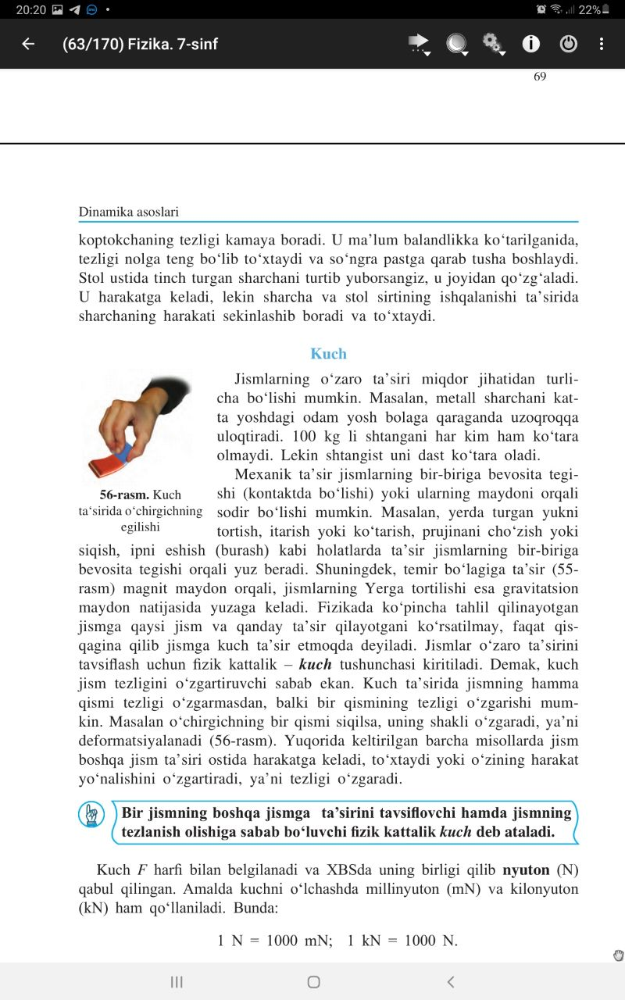 20:20
22%
(63/170) Fizika. 7-sinf
69
Dinamika asoslari
koptokchaning tezligi kamaya boradi. U ma’lum balandlikka ko‘tarilganida,
tezligi nolga teng bo‘lib to‘xtaydi va so‘ngra pastga qarab tusha boshlaydi.
Stol ustida tinch turgan sharchani turtib yuborsangiz, u joyidan qo‘zg‘aladi.
U harakatga keladi, lekin sharcha va stol sirtining ishqalanishi ta’sirida
sharchaning harakati sekinlashib boradi va to‘xtaydi.
Kuch
Jismlarning o‘zaro ta’siri miqdor jihatidan turli-
cha bo‘lishi mumkin. Masalan, metall sharchani kat-
ta yoshdagi odam yosh bolaga qaraganda uzoqroqqa
uloqtiradi. 100 kg li shtangani har kim ham ko‘tara
olmaydi. Lekin shtangist uni dast ko‘tara oladi.
Mexanik ta’sir jismlarning bir-biriga bevosita tegi-
shi (kontaktda bo‘lishi) yoki ularning maydoni orqali
sodir bo‘lishi mumkin. Masalan, yerda turgan yukni
tortish, itarish yoki ko‘tarish, prujinani cho‘zish yoki
56-rasm. Kuch
ta‘sirida o‘chirgichning
egilishi
siqish, ipni eshish (burash) kabi holatlarda ta’sir jismlarning bir-biriga
bevosita tegishi orqali yuz beradi. Shuningdek, temir bo‘lagiga ta’sir (55-
rasm) magnit maydon orqali, jismlarning Yerga tortilishi esa gravitatsion
maydon natijasida yuzaga keladi. Fizikada ko‘pincha tahlil qilinayotgan
jismga qaysi jism va qanday ta’sir qilayotgani ko‘rsatilmay, faqat qis-
qagina qilib jismga kuch ta’sir etmoqda deyiladi. Jismlar o‘zaro ta’sirini
tavsiflash uchun fizik kattalik – kuch tushunchasi kiritiladi. Demak, kuch
jism tezligini o‘zgartiruvchi sabab ekan. Kuch ta’sirida jismning hamma
qismi tezligi o‘zgarmasdan, balki bir qismining tezligi o‘zgarishi mum-
kin. Masalan o‘chirgichning bir qismi siqilsa, uning shakli o‘zgaradi, ya’ni
deformatsiyalanadi (56-rasm). Yuqorida keltirilgan barcha misollarda jism
boshqa jism ta’siri ostida harakatga keladi, to‘xtaydi yoki o‘zining harakat
yo‘nalishini o‘zgartiradi, ya’ni tezligi o‘zgaradi.
Bir jismning boshqa jismga ta’sirini tavsiflovchi hamda jismning
tezlanish olishiga sabab bo‘luvchi fizik kattalik kuch deb ataladi.
Kuch F harfi bilan belgilanadi va XBSda uning birligi qilib nyuton (N)
qabul qilingan. Amalda kuchni o‘lchashda millinyuton (mN) va kilonyuton
(kN) ham qo‘llaniladi. Bunda:
1 N = 1000 mN; 1 kN = 1000 N.